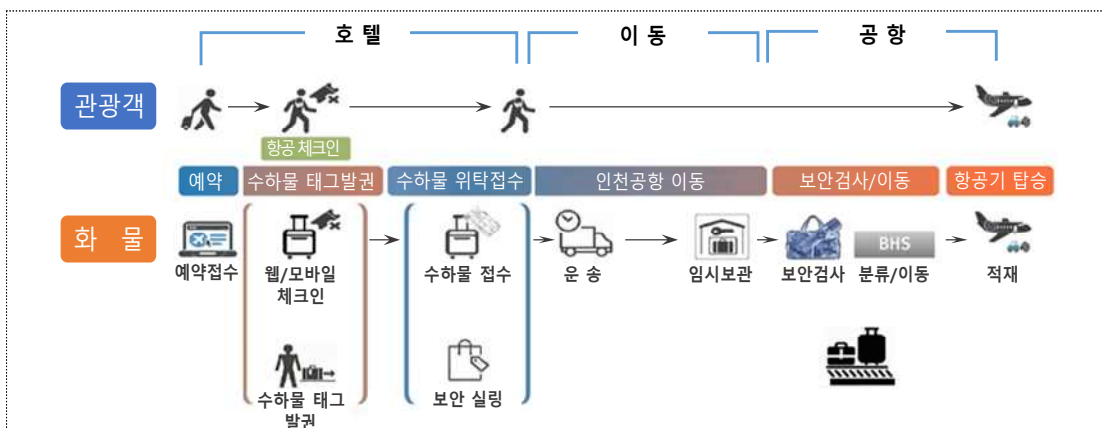 호 텔
이 동
공 항
관광객
항공 체크인
예약
수하물 태그발권
수하물 위탁접수
인천공항 이동
보안검사/이동
항공기 탑승
화 물
BHS
예약접수
웹/모바일
체크인
수하물 접수
운 송
임시보관
보안검사
분류/이동
적재
수하물 태그
발권
보안 실링